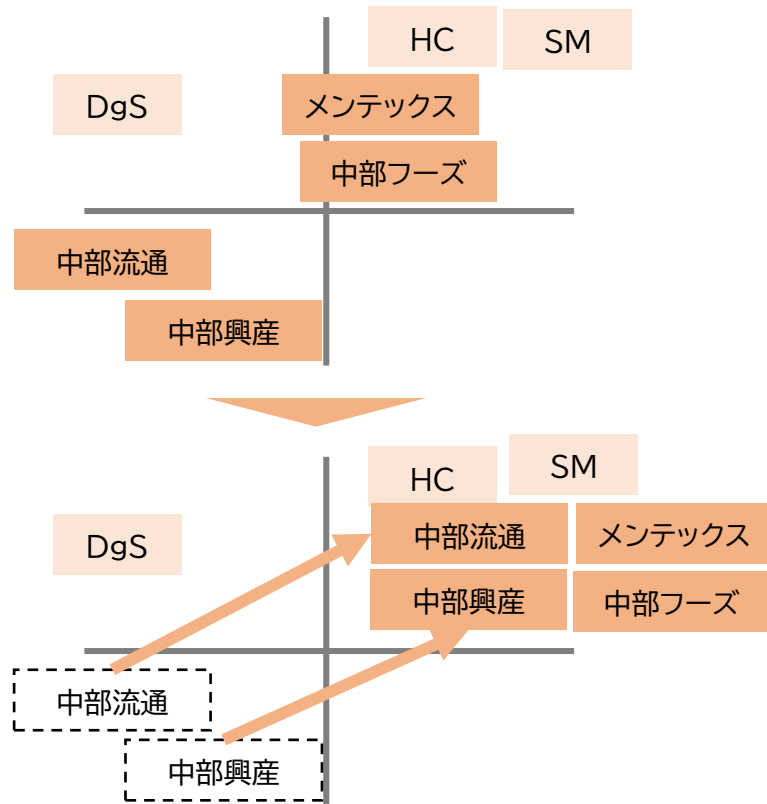 HC
SM
DgS
メンテックス
中部フーズ
中部流通
中部興産
SM
HC
DgS
中部流通
メンテックス
中部興産
中部フーズ
中部流通
中部興産